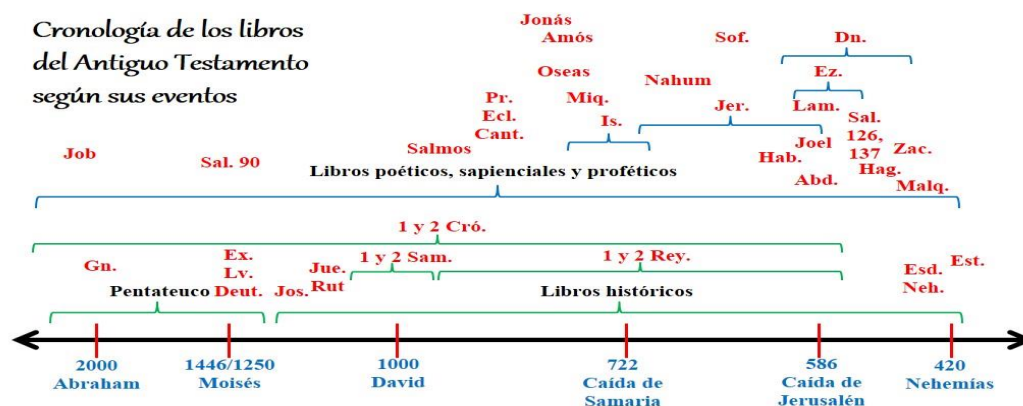 Cronología de los libros
del Antiguo Testamento
según sus eventos
Jonás
Amós
Sof.
Dn.
Oseas
Nahum
Ez.
Pr.
Ecl.
Cant.
Miq.
Is.
Jer.
Lam.
Sal.
126,
137
Job
Sal. 90
Salmos
Hab.
Joel
Abd.
Zac.
Hag.
Malq.
Libros poéticos, sapienciales y proféticos
1 y 2 Cró.
Gn.
Ex.
Lv.
Deut.
Pentateuco
Jos.
Jue.
Rut
1 y 2 Sam.
1 y 2 Rey.
Libros históricos
Esd.
Neh.
Est.
2000
Abraham
1446/1250
Moisés
1000
David
722
Caída de
Samaria
586
Caída de
Jerusalén
420
Nehemías